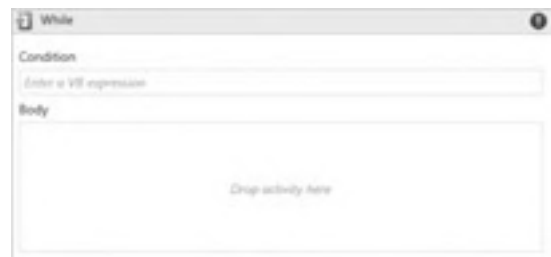 While
Condition
Enter a VB expression
Body
Drop activity here